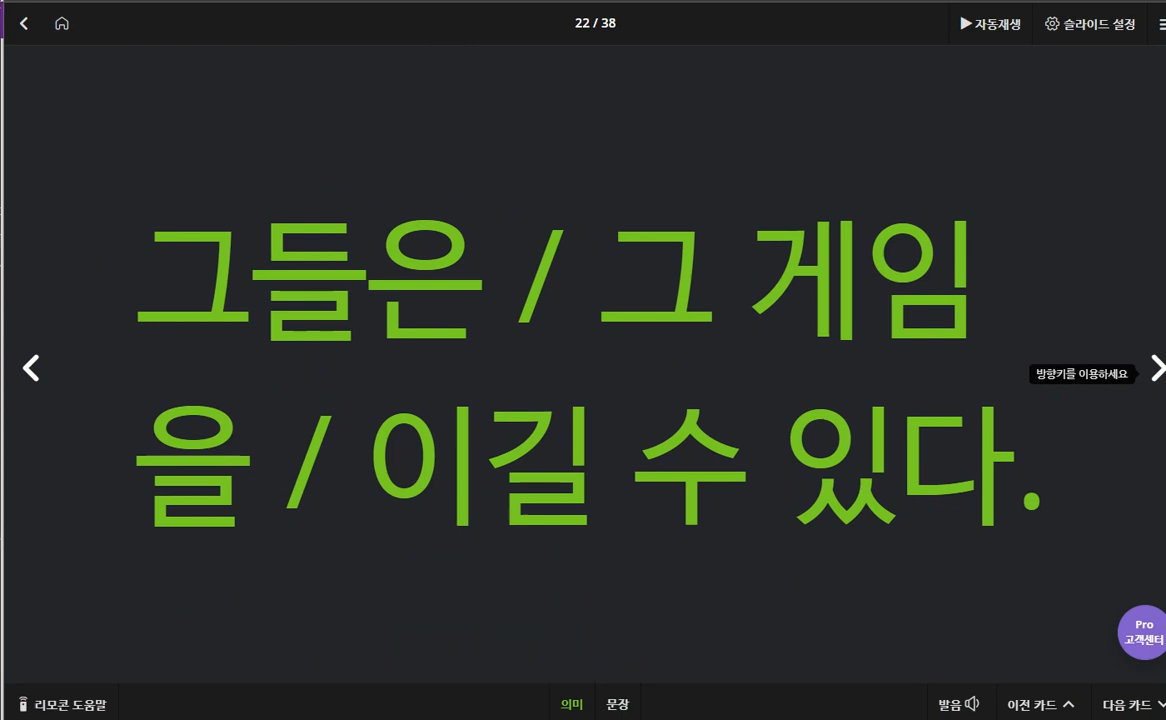 22 / 38
자동재생
슬라이드 설정
그들은 / 그 게임
을 / 이길 수 있다.
방향키를 이용하세요
Pro
고객센터
리모콘 도움말
의미
문장
발음
이전 카드
다음 카드